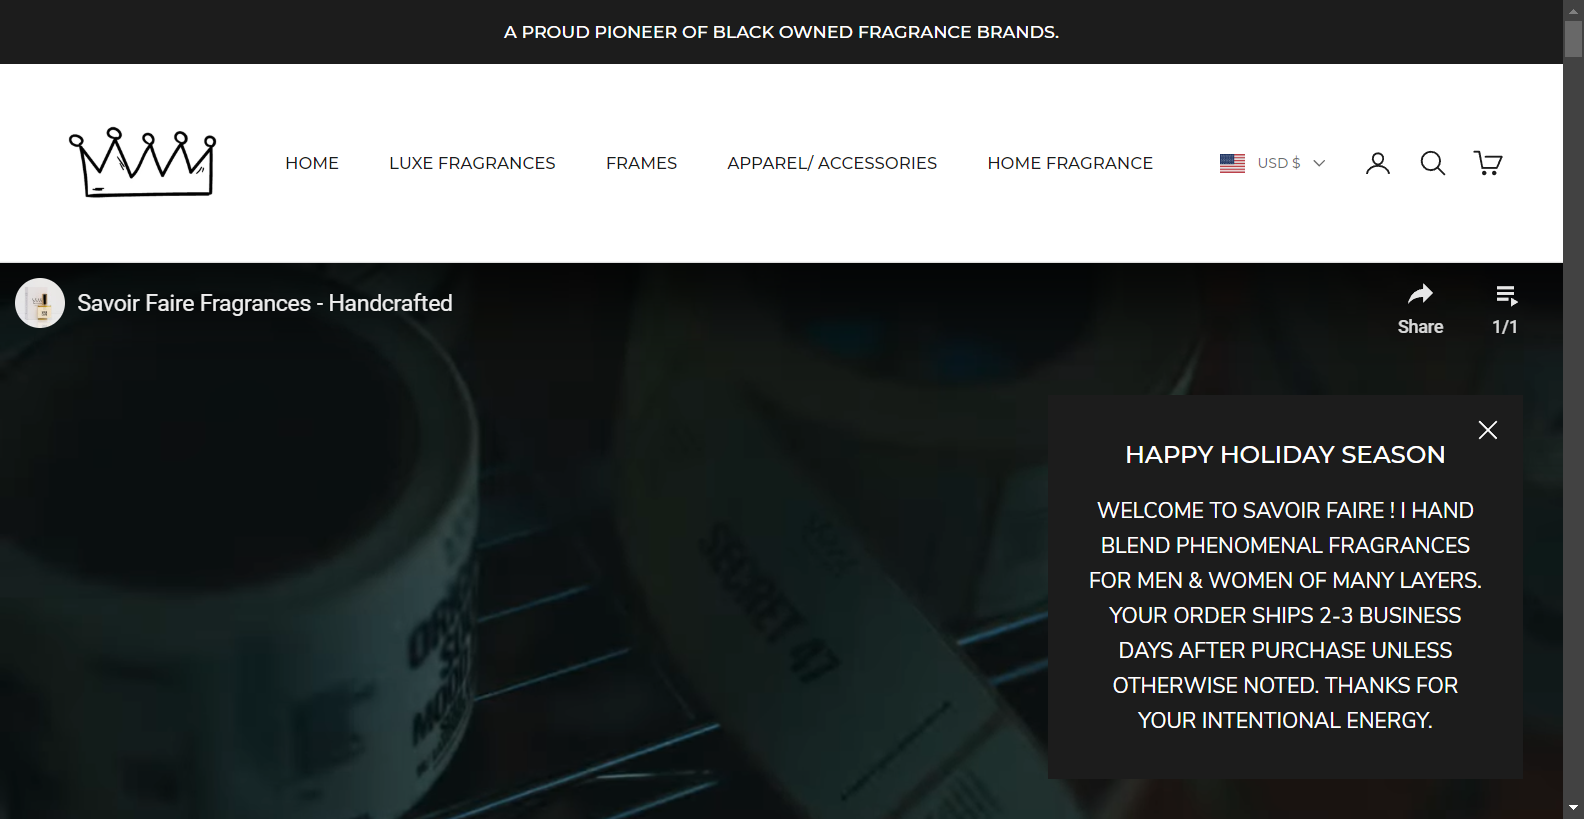 A PROUD PIONEER OF BLACK OWNED FRAGRANCE BRANDS.
HOME
LUXE FRAGRANCES
FRAMES
APPAREL/ ACCESSORIES
HOME FRAGRANCE
USD $
Savoir Faire Fragrances - Handcrafted
Share
1/1
HAPPY HOLIDAY SEASON
WELCOME TO SAVOIR FAIRE ! I HAND
BLEND PHENOMENAL FRAGRANCES
FOR MEN & WOMEN OF MANY LAYERS.
YOUR ORDER SHIPS 2-3 BUSINESS
DAYS AFTER PURCHASE UNLESS
OTHERWISE NOTED. THANKS FOR
YOUR INTENTIONAL ENERGY.
SECRET 47